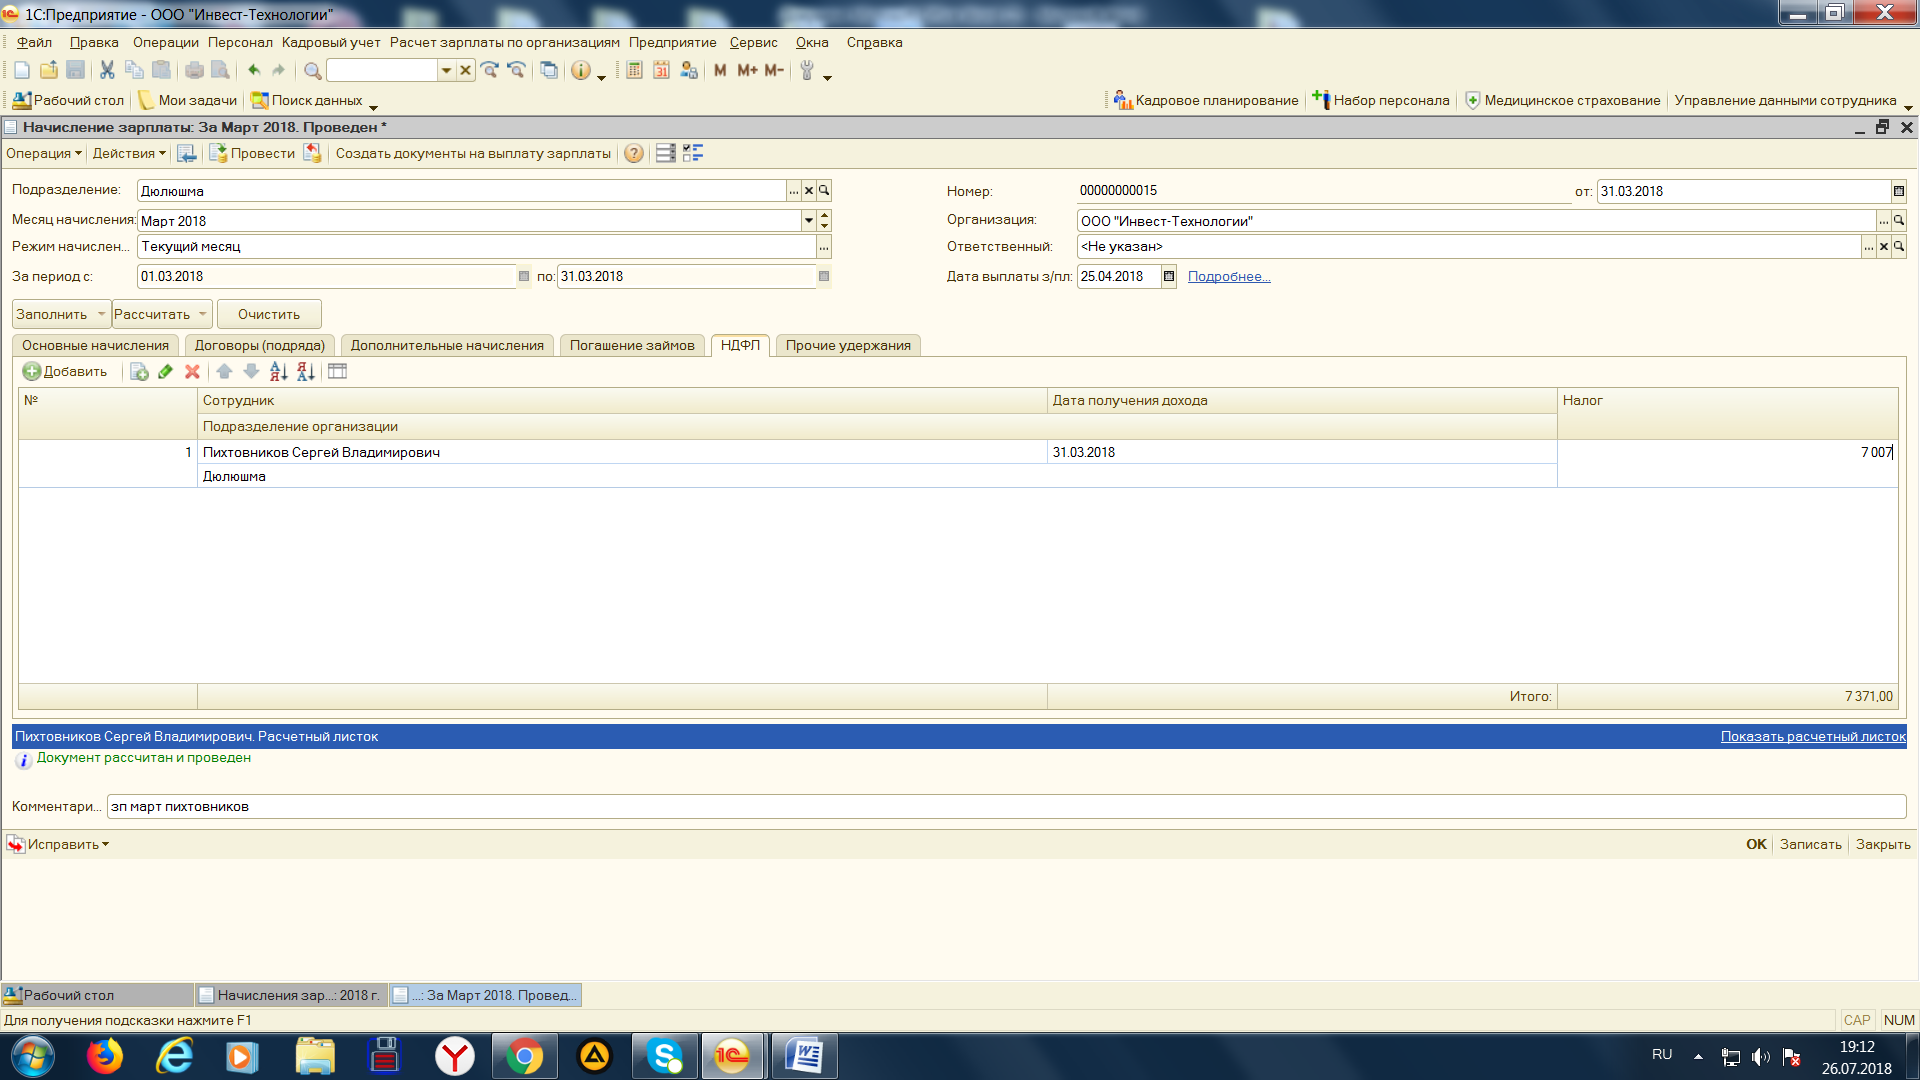 1С:Предприятие - ООО "Инвест-Технологии"
Файл Правка Операции Персонал Кадровый учет Расчет зарплаты по организациям Предприятие Сервис Окна Справка
31 M M+ M-
Рабочий стол Мои задачи Поиск данных Кадровое планирование Набор персонала Медицинское страхование Управление данными сотрудника
Начисление зарплаты: За Март 2018. Проведен *
Операция Действия Провести Создать документы на выплату зарплаты ?
Подразделение: Дюлюшма ... Номер: 00000000015 от: 31.03.2018
Месяц начисления: Март 2018 Организация: ООО "Инвест-Технологии" ...
Режим начислен... Текущий месяц ... Ответственный: <Не указан> ...
За период с: 01.03.2018 по: 31.03.2018 Дата выплаты з/пл: 25.04.2018 Подробнее...
Заполнить Рассчитать Очистить
Основные начисления Договоры (подряда) Дополнительные начисления Погашение займов НДФЛ Прочие удержания
Добавить
№ Сотрудник Дата получения дохода Налог
Подразделение организации
1 Пихтовников Сергей Владимирович 31.03.2018 7 007
Дюлюшма
Итого: 7 371,00
Пихтовников Сергей Владимирович. Расчетный листок Показать расчетный листок
Документ рассчитан и проведен
Комментари... зп март пихтовников
Исправить OK Записать Закрыть
Рабочий стол Начисления зар...: 2018 г. ...: За Март 2018. Провед...
Для получения подсказки нажмите F1 CAP NUM
RU 19:12
26.07.2018